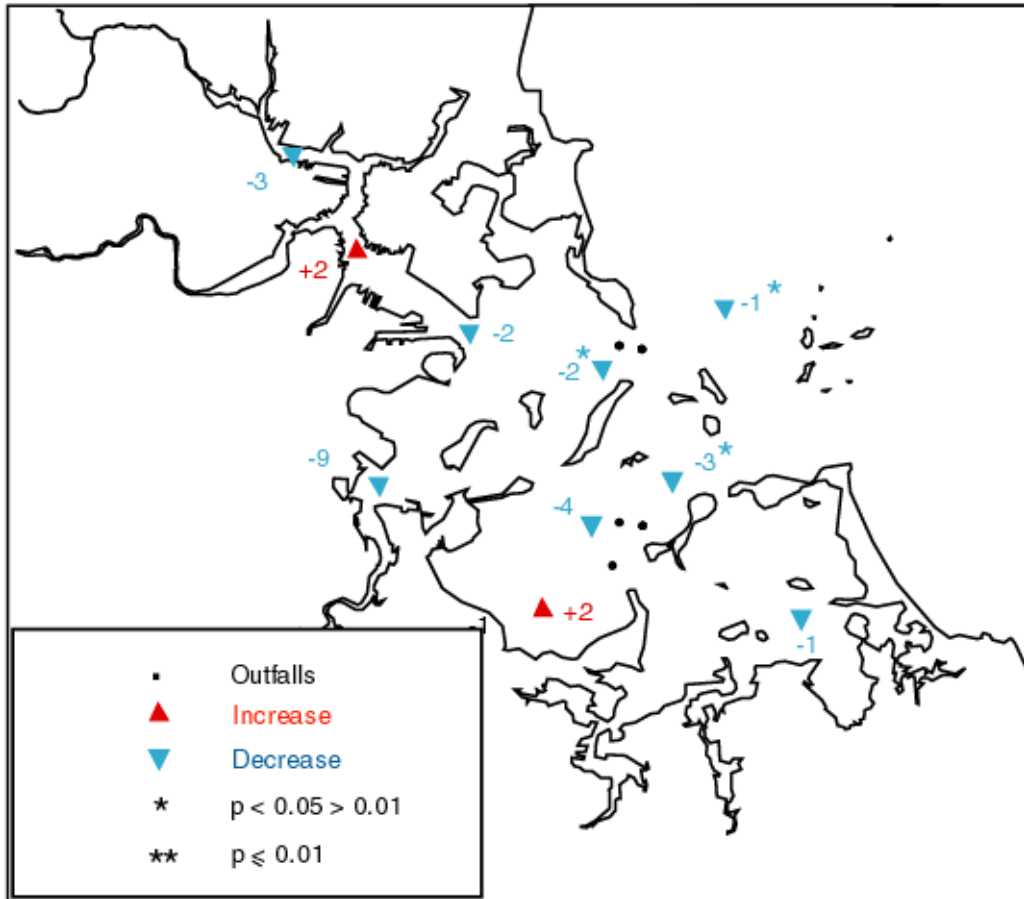 -3
+2
-1 *
-2
*
-2
-9
-3 *
-4
+2
-1
1
Outfalls
Increase
Decrease
* p < 0.05 > 0.01
** p ⩽ 0.01